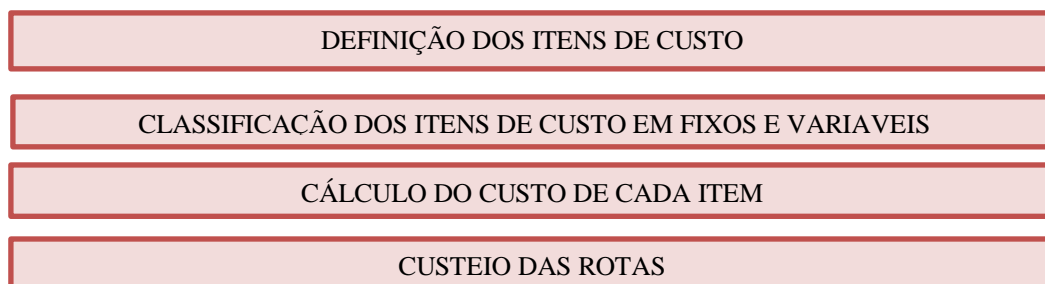 DEFINIÇÃO DOS ITENS DE CUSTO
CLASSIFICAÇÃO DOS ITENS DE CUSTO EM FIXOS E VARIAVEIS
CÁLCULO DO CUSTO DE CADA ITEM
CUSTEIO DAS ROTAS